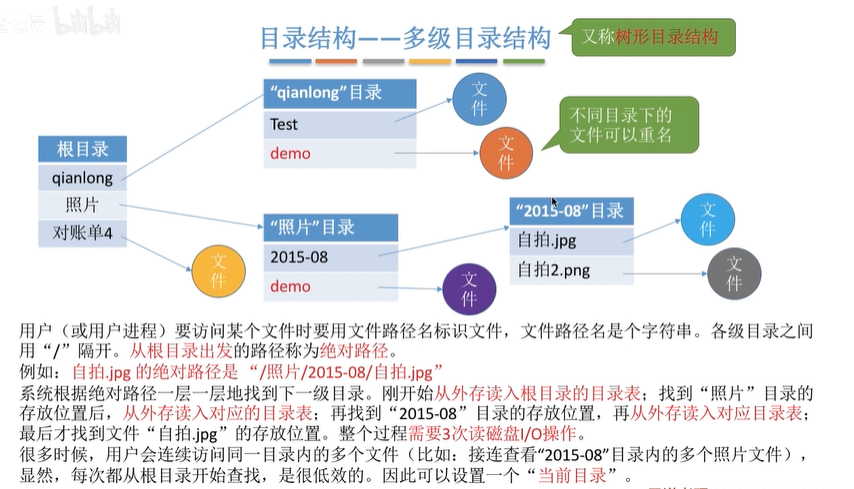 bilibili
目录结构——多级目录结构
又称树形目录结构
“qianlong”目录
Test
demo
文
件
文
件
不同目录下的
文件可以重名
根目录
qianlong
照片
对账单4
文
件
“照片”目录
2015-08
demo
文
件
“2015-08”目录
自拍.jpg
自拍2.png
文
件
文
件
用户（或用户进程）要访问某个文件时要用文件路径名标识文件，文件路径名是个字符串。各级目录之间
用“/”隔开。从根目录出发的路径称为绝对路径。
例如：自拍.jpg 的绝对路径是 “/照片/2015-08/自拍.jpg”
系统根据绝对路径一层一层地找到下一级目录。刚开始从外存读入根目录的目录表；找到“照片”目录的
存放位置后，从外存读入对应的目录表；再找到“2015-08”目录的存放位置，再从外存读入对应目录表；
最后才找到文件“自拍.jpg”的存放位置。整个过程需要3次读磁盘I/O操作。
很多时候，用户会连续访问同一目录内的多个文件（比如：接连查看“2015-08”目录内的多个照片文件），
显然，每次都从根目录开始查找，是很低效的。因此可以设置一个“当前目录”。